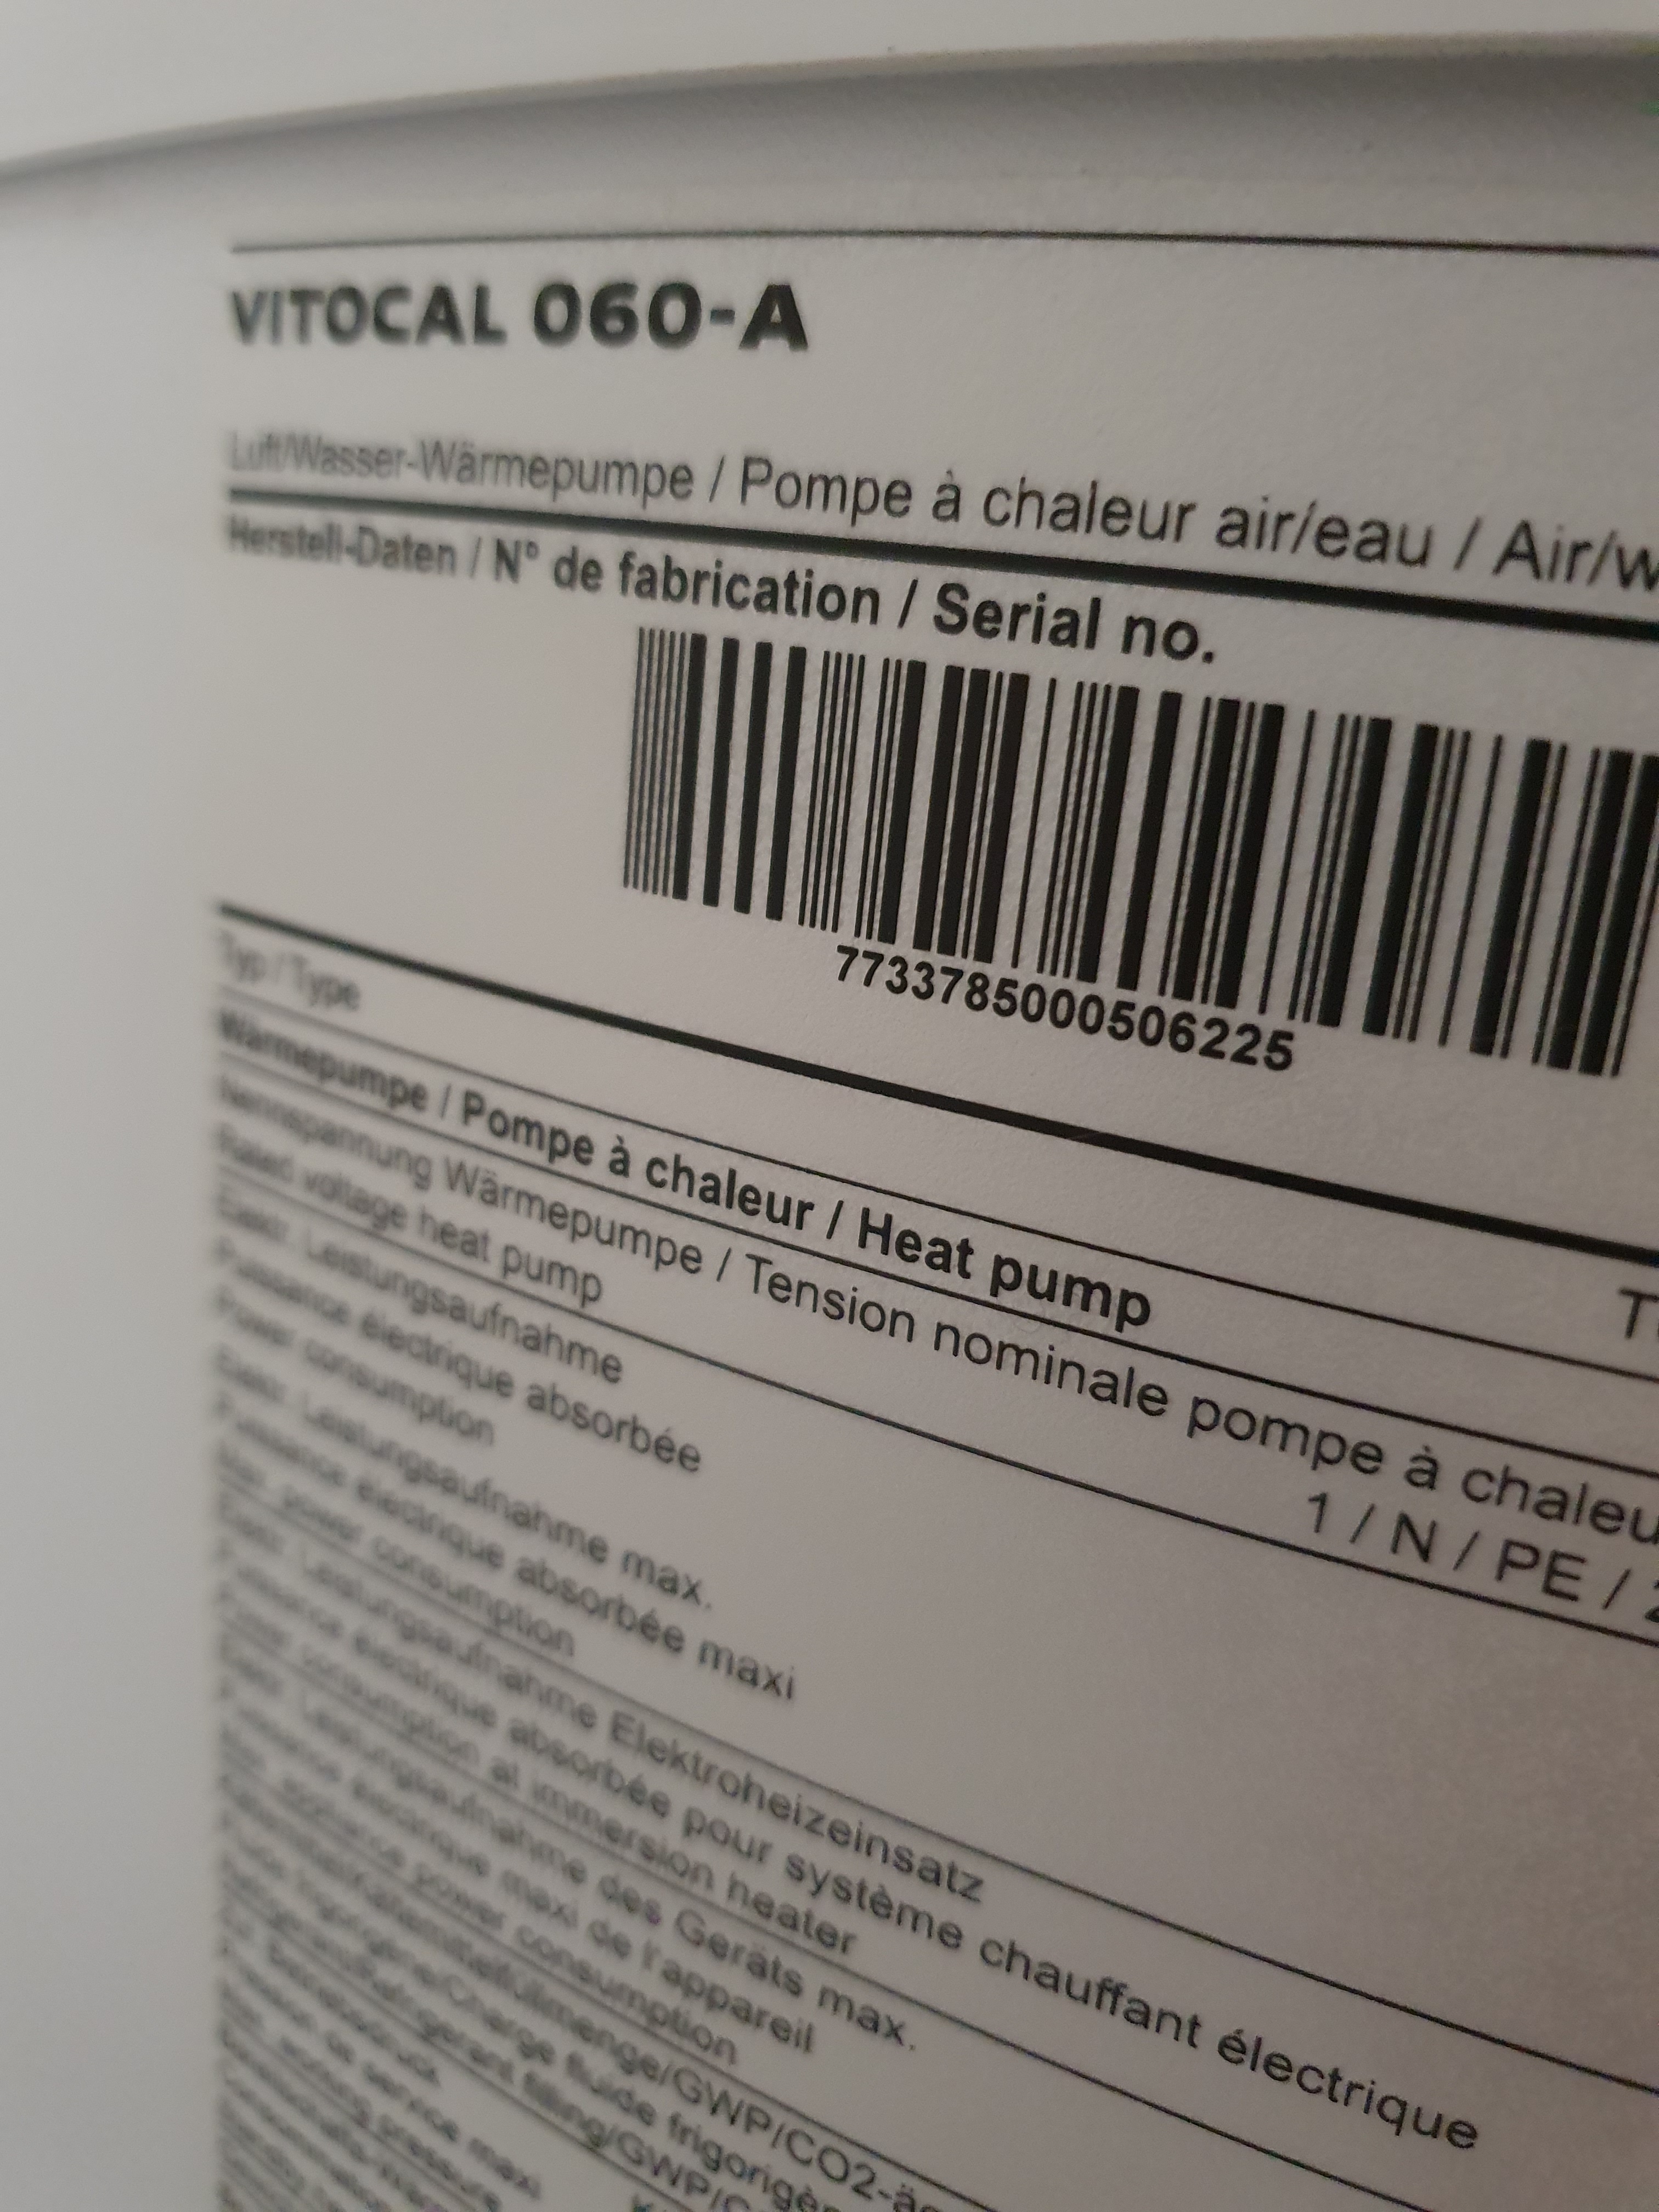 VITOCAL 060-A
Luft/Wasser-Wärmepumpe / Pompe à chaleur air/eau / Air/w
Herstell-Daten / N° de fabrication / Serial no.
7733785000506225
Typ / Type
Wärmepumpe / Pompe à chaleur / Heat pump
Nennspannung Wärmepumpe / Tension nominale pompe à chaleu
Rated voltage heat pump
1 / N / PE /
Elektr. Leistungsaufnahme
Puissance électrique absorbée
Power consumption
Elektr. Leistungsaufnahme max.
Puissance électrique absorbée maxi
Max. power consumption
Elektr. Leistungsaufnahme Elektroheizeinsatz
Puissance électrique absorbée pour système chauffant électrique
Power consumption at immersion heater
Elektr. Leistungsaufnahme des Geräts max.
Puissance électrique maxi de l'appareil
Max. appliance power consumption